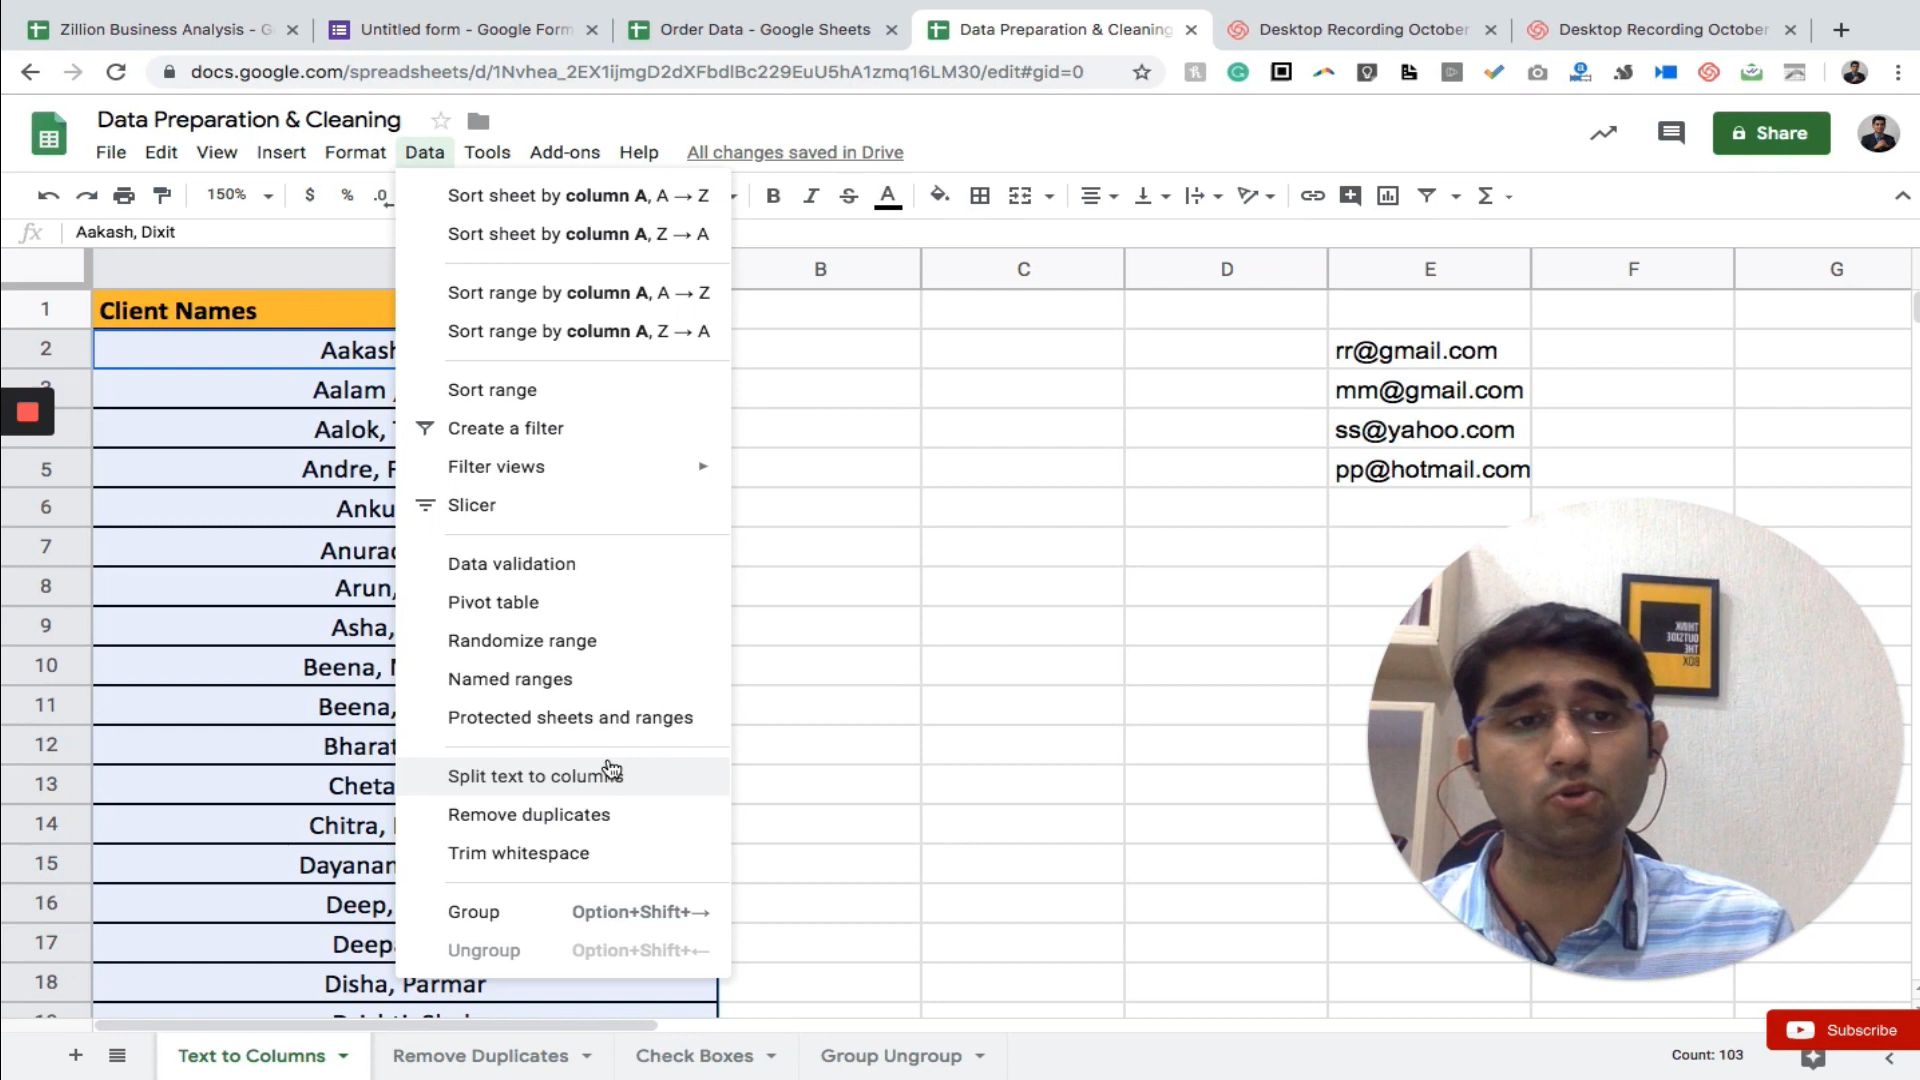 Zillion Business Analysis - G
Untitled form - Google Form
Order Data - Google Sheets
Data Preparation & Cleaning
Desktop Recording October
Desktop Recording October
docs.google.com/spreadsheets/d/1Nvhea_2EX1ijmgD2dXFbdlBc229EuU5hA1zmq16LM30/edit#gid=0
Data Preparation & Cleaning
Share
File Edit View Insert Format Data Tools Add-ons Help All changes saved in Drive
150% $ % .0
Aakash, Dixit
Sort sheet by column A, A → Z
Sort sheet by column A, Z → A
Sort range by column A, A → Z
Sort range by column A, Z → A
Sort range
Create a filter
Filter views
Slicer
Data validation
Pivot table
Randomize range
Named ranges
Protected sheets and ranges
Split text to columns
Remove duplicates
Trim whitespace
Group Option+Shift+→
Ungroup Option+Shift+←
B C D E F G
1 Client Names
2 Aakash rr@gmail.com
Aalam mm@gmail.com
Aalok, ss@yahoo.com
5 Andre, pp@hotmail.com
6 Anku
7 Anurad
8 Arun,
9 Asha,
10 Beena,
11 Beena,
12 Bharat
13 Cheta
14 Chitra,
15 Dayanan
16 Deep,
17 Deepa
18 Disha, Parmar
THINK
OUTSIDE
THE
BOX
Subscribe
Text to Columns Remove Duplicates Check Boxes Group Ungroup Count: 103